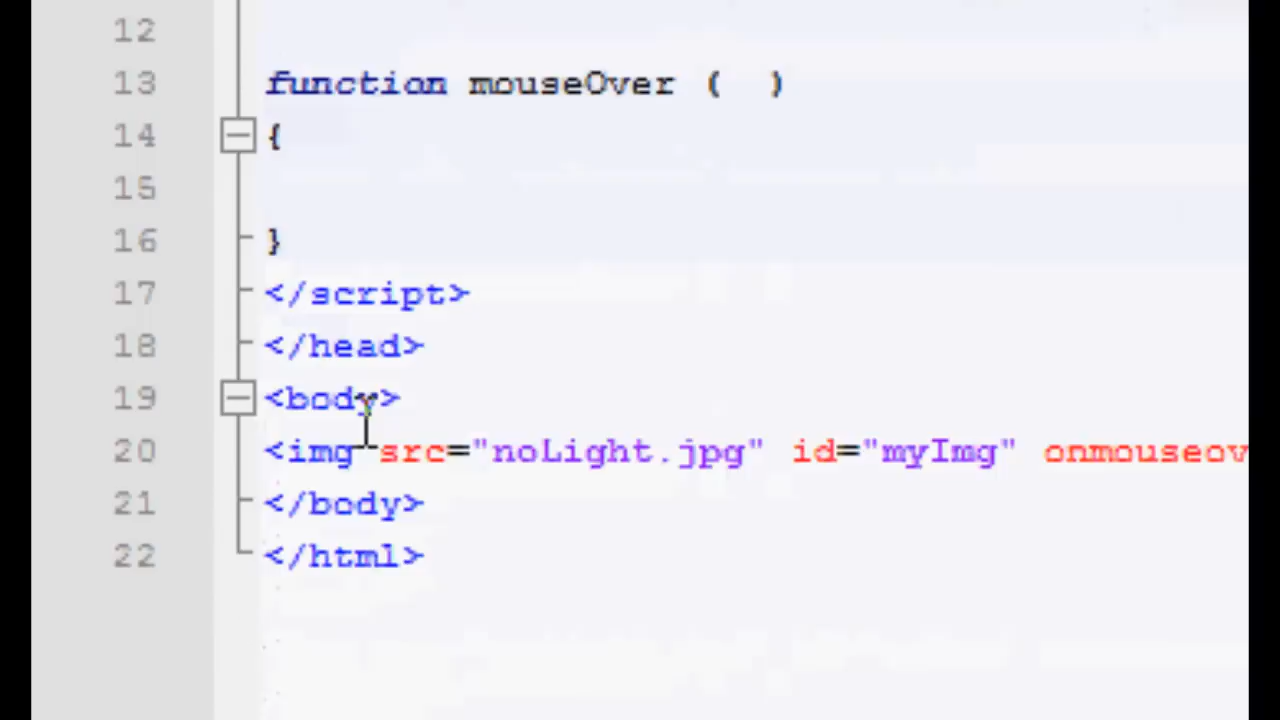 12
13 function mouseOver ( )
14 {
15
16 }
17 </script>
18 </head>
19 <body>
20 <img src="noLight.jpg" id="myImg" onmouseov
21 </body>
22 </html>